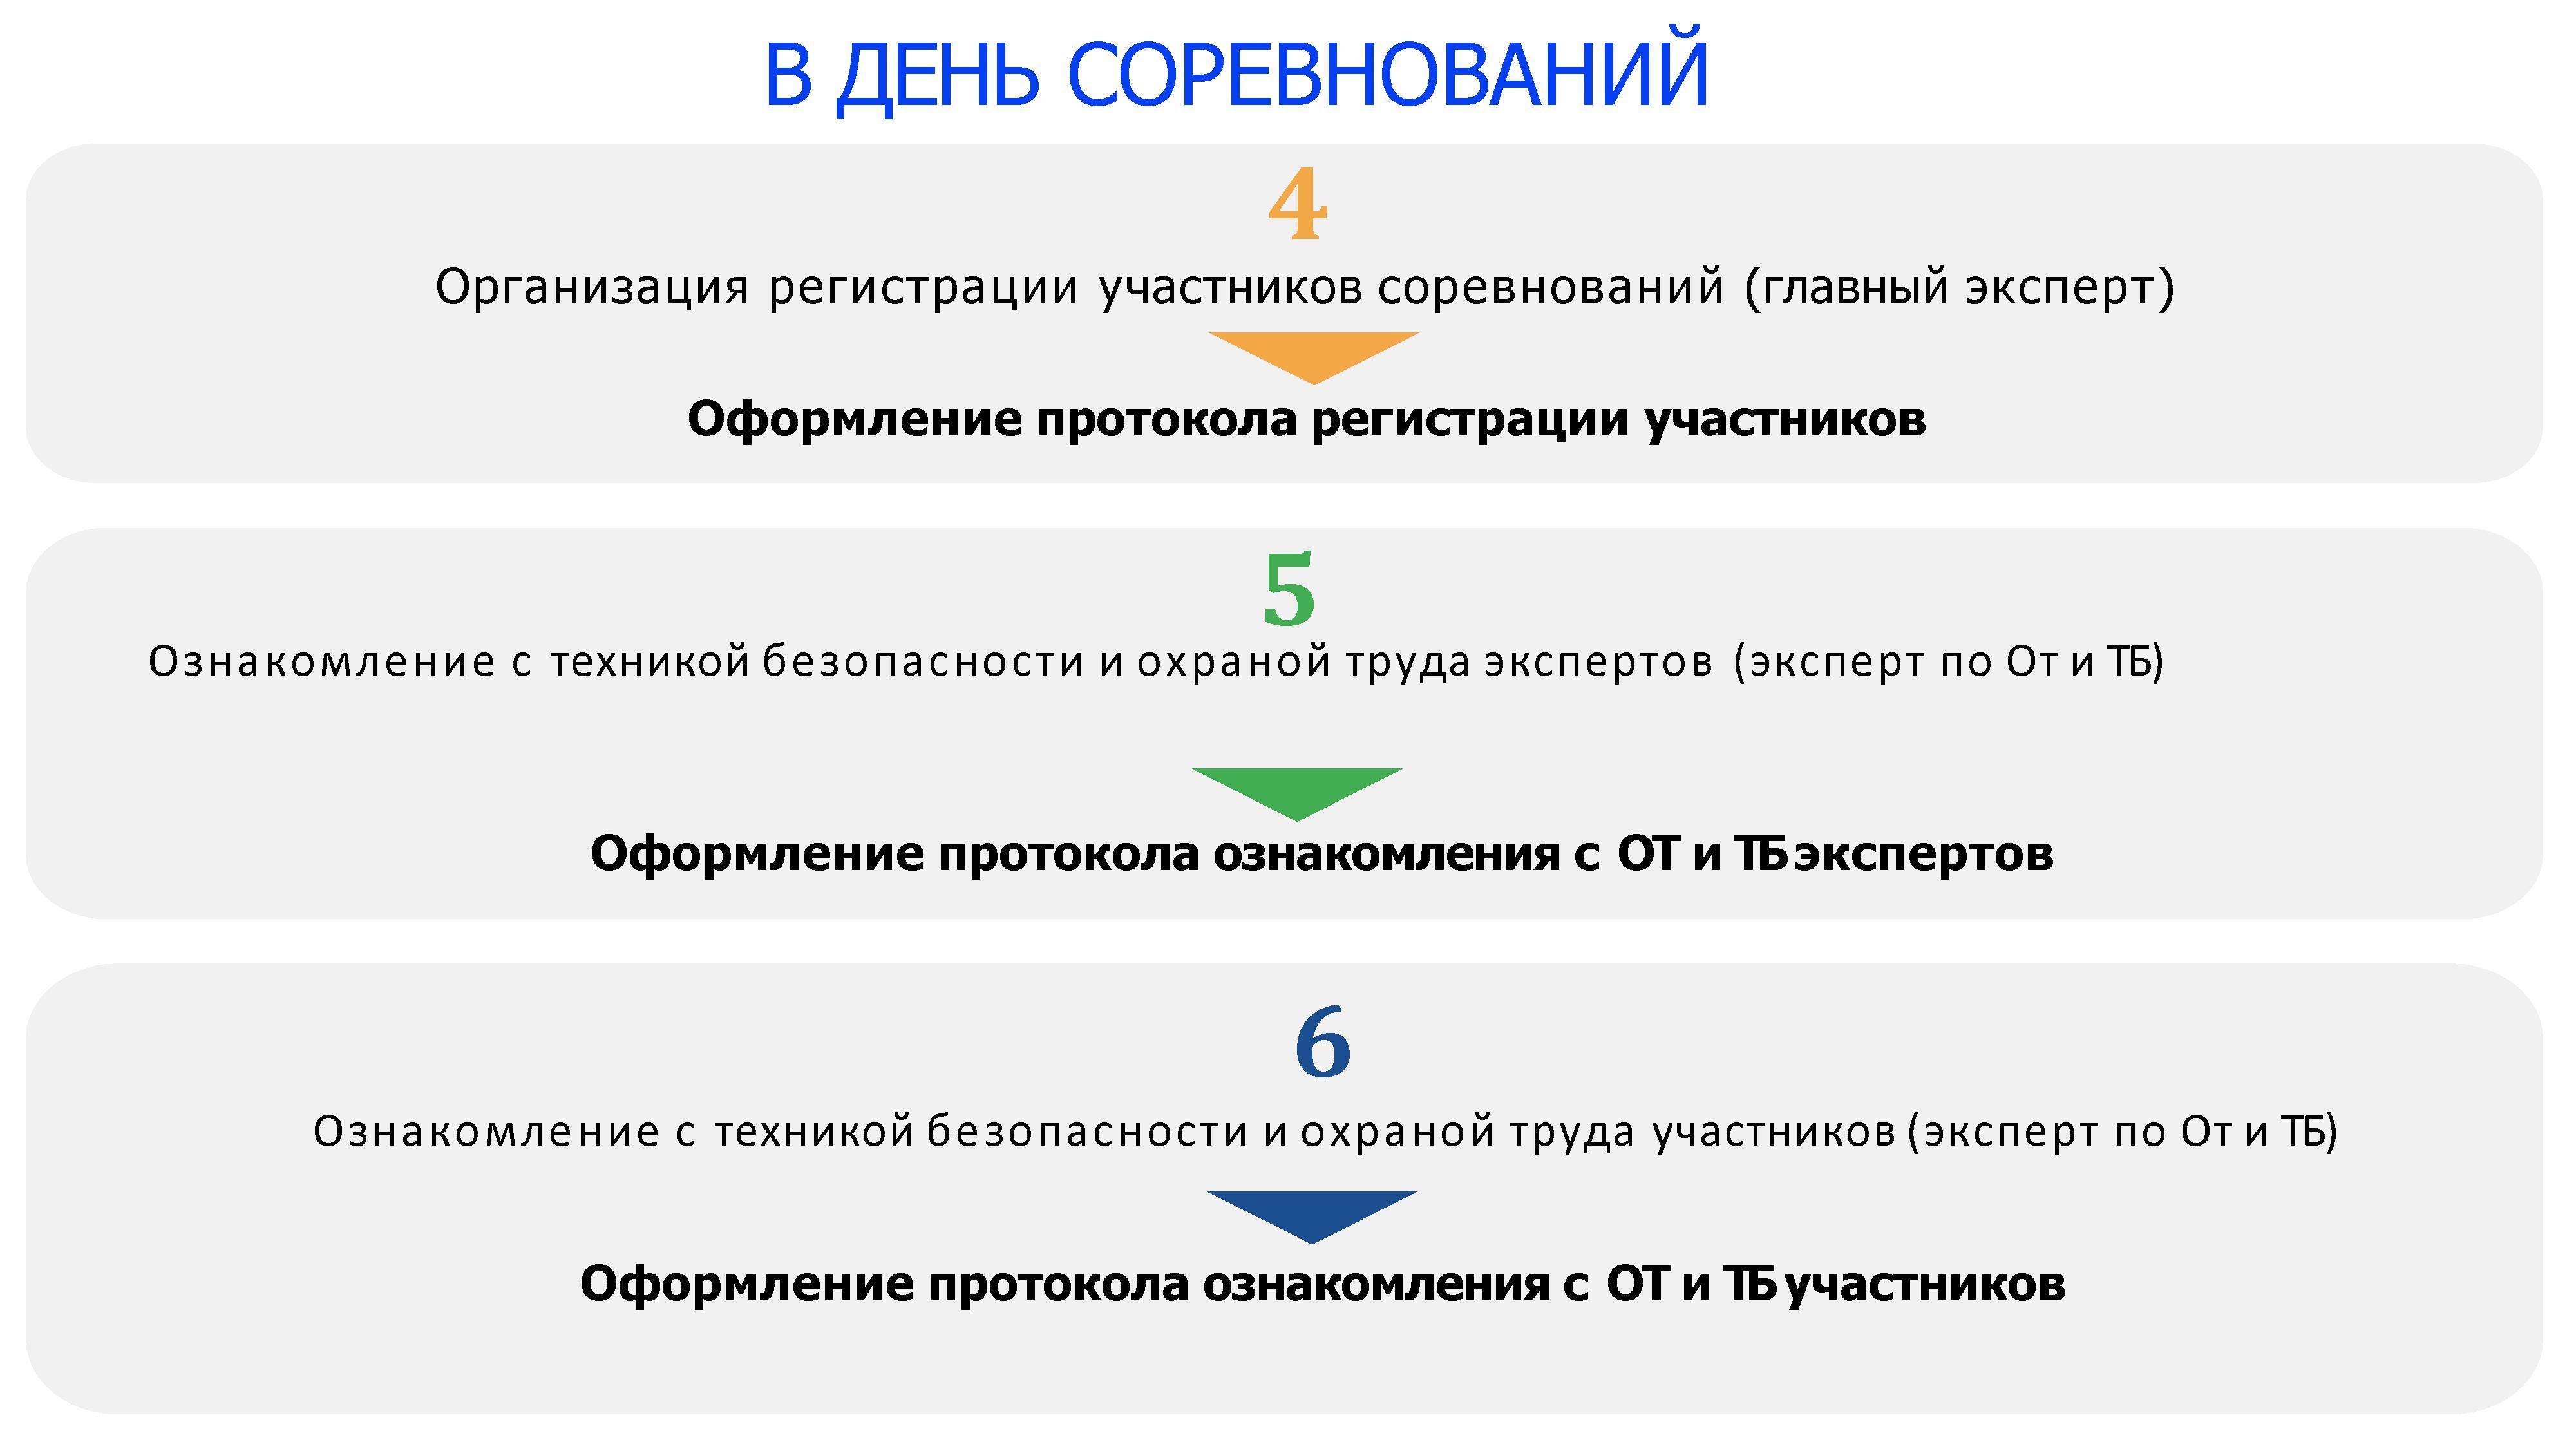 В ДЕНЬ СОРЕВНОВАНИЙ
4
Организация регистрации участников соревнований (главный эксперт)
Оформление протокола регистрации участников
5
Ознакомление с техникой безопасности и охраной труда экспертов (эксперт по От и ТБ)
Оформление протокола ознакомления с ОТ и ТБ экспертов
6
Ознакомление с техникой безопасности и охраной труда участников (эксперт по От и ТБ)
Оформление протокола ознакомления с ОТ и ТБ участников